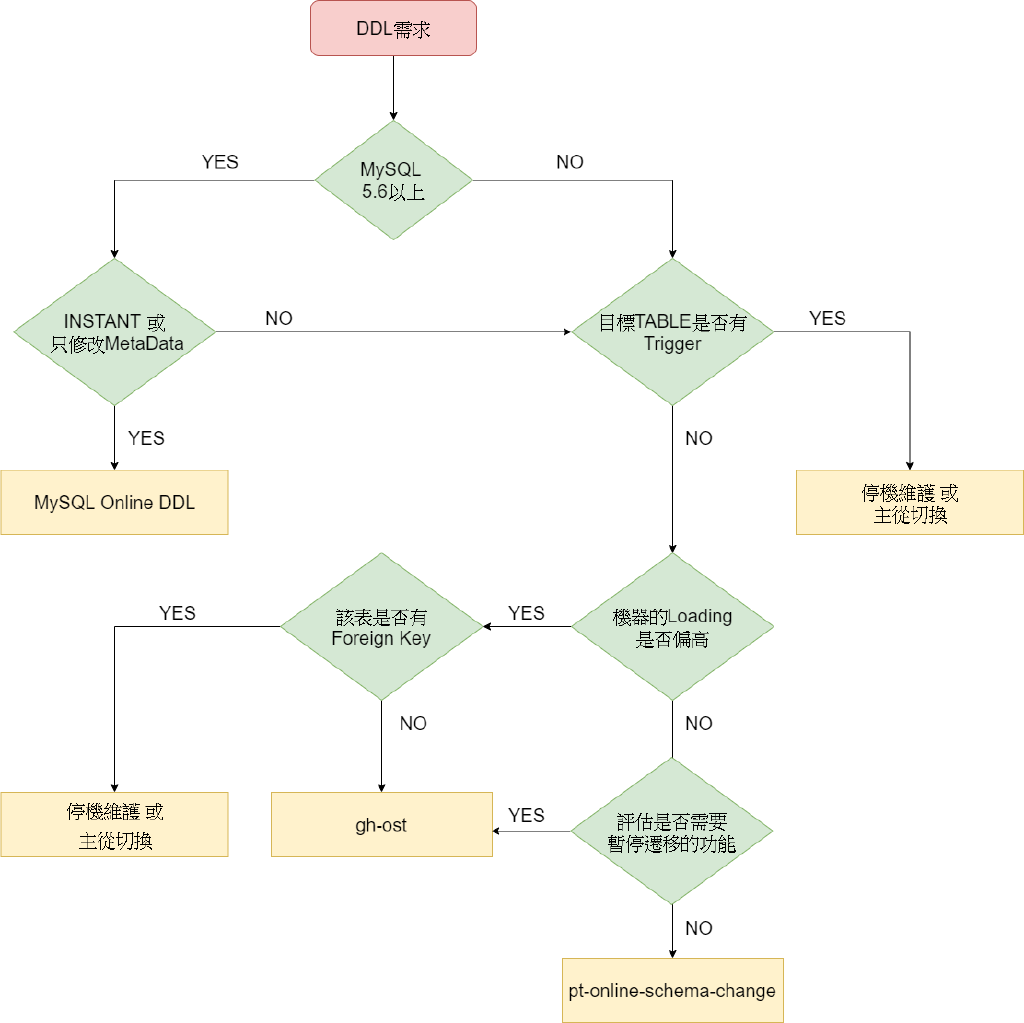 DDL需求
YES
NO
MySQL
5.6以上
INSTANT 或
只修改MetaData
NO
目標TABLE是否有
Trigger
YES
YES
NO
MySQL Online DDL
停機維護 或
主從切換
該表是否有
Foreign Key
YES
YES
機器的Loading
是否偏高
NO
NO
停機維護 或
主從切換
gh-ost
YES
評估是否需要
暫停遷移的功能
NO
pt-online-schema-change